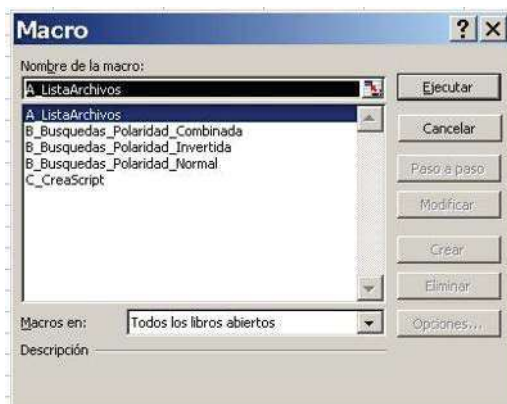 Macro
Nombre de la macro:
A_ListaArchivos
A_ListaArchivos
B_Busquedas_Polaridad_Combinada
B_Busquedas_Polaridad_Invertida
B_Busquedas_Polaridad_Normal
C_CreaScript
Macros en: Todos los libros abiertos
Descripción
Ejecutar
Cancelar
Paso a paso
Modificar
Crear
Eliminar
Opciones...